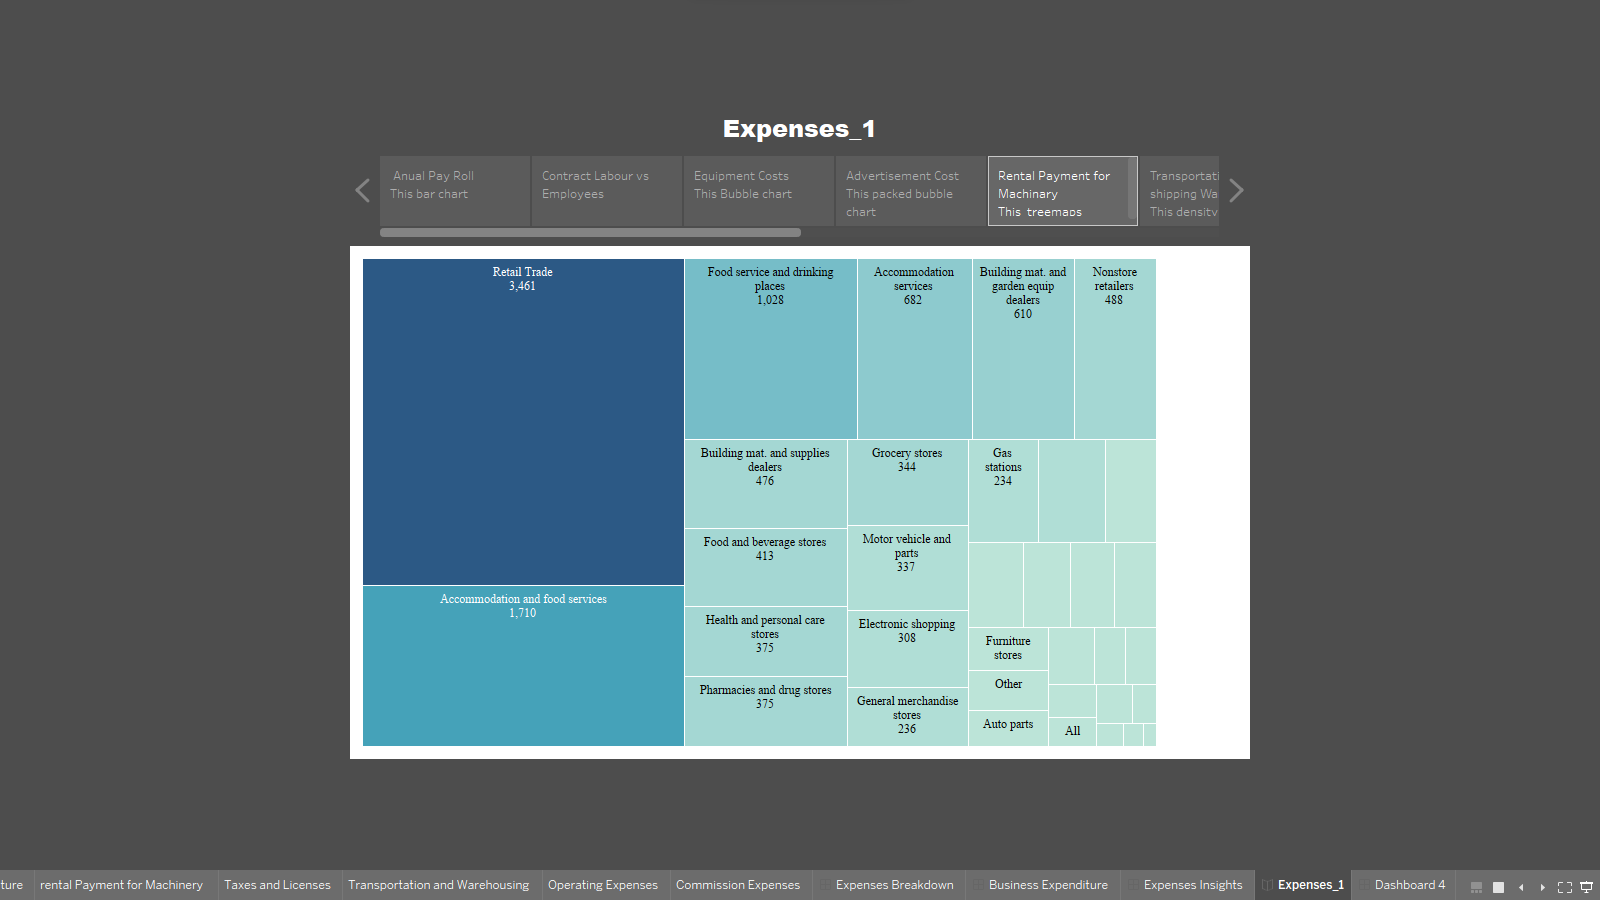 Expenses_1
Anual Pay Roll
This bar chart
Contract Labour vs
Employees
Equipment Costs
This Bubble chart
Advertisement Cost
This packed bubble
chart
Rental Payment for
Machinary
This treemaps
Transportati
shipping Wa
This density
Retail Trade
3,461
Accommodation and food services
1,710
Food service and drinking
places
1,028
Accommodation
services
682
Building mat. and
garden equip
dealers
610
Nonstore
retailers
488
Building mat. and supplies
dealers
476
Food and beverage stores
413
Health and personal care
stores
375
Pharmacies and drug stores
375
Grocery stores
344
Motor vehicle and
parts
337
Electronic shopping
308
General merchandise
stores
236
Gas
stations
234
Furniture
stores
Other
Auto parts
All
ture
rental Payment for Machinery
Taxes and Licenses
Transportation and Warehousing
Operating Expenses
Commission Expenses
Expenses Breakdown
Business Expenditure
Expenses Insights
Expenses_1
Dashboard 4